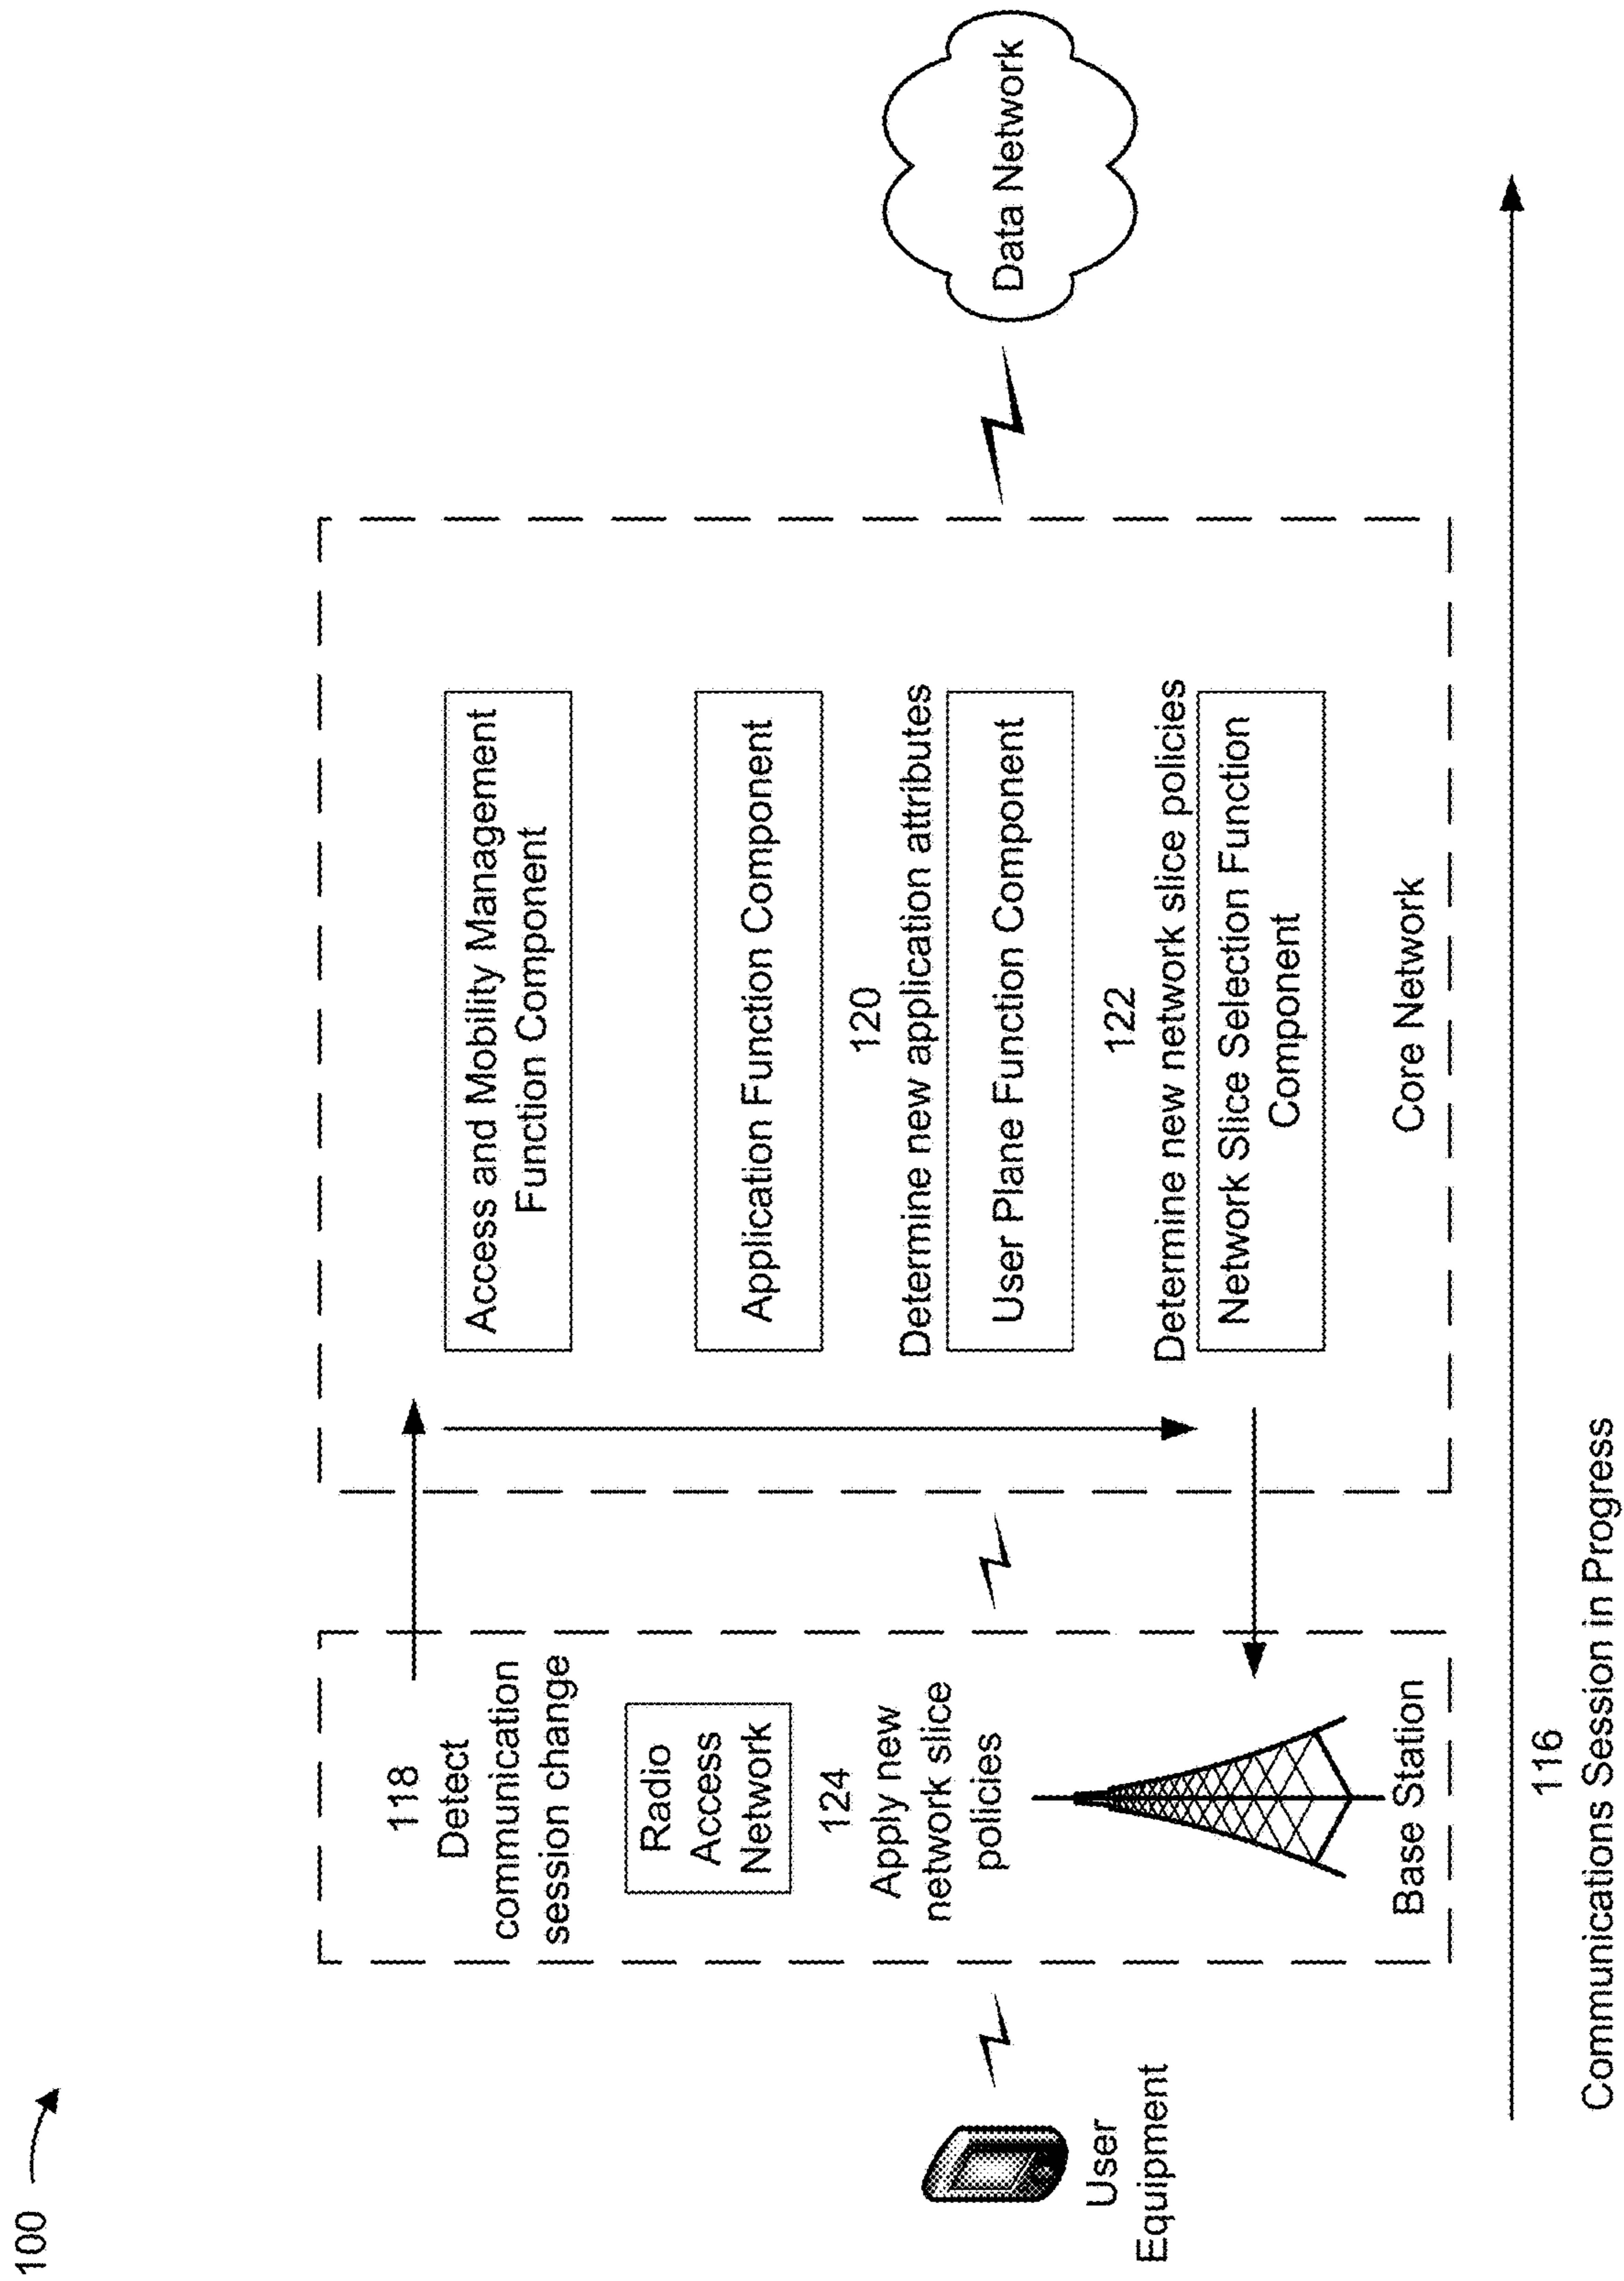 100
118
Detect
communication
session change
Radio
Access
Network
124
Apply new
network slice
policies
Base Station
User
Equipment
Access and Mobility Management
Function Component
Application Function Component
120
Determine new application attributes
User Plane Function Component
122
Determine new network slice policies
Network Slice Selection Function
Component
Core Network
Data Network
116
Communications Session in Progress